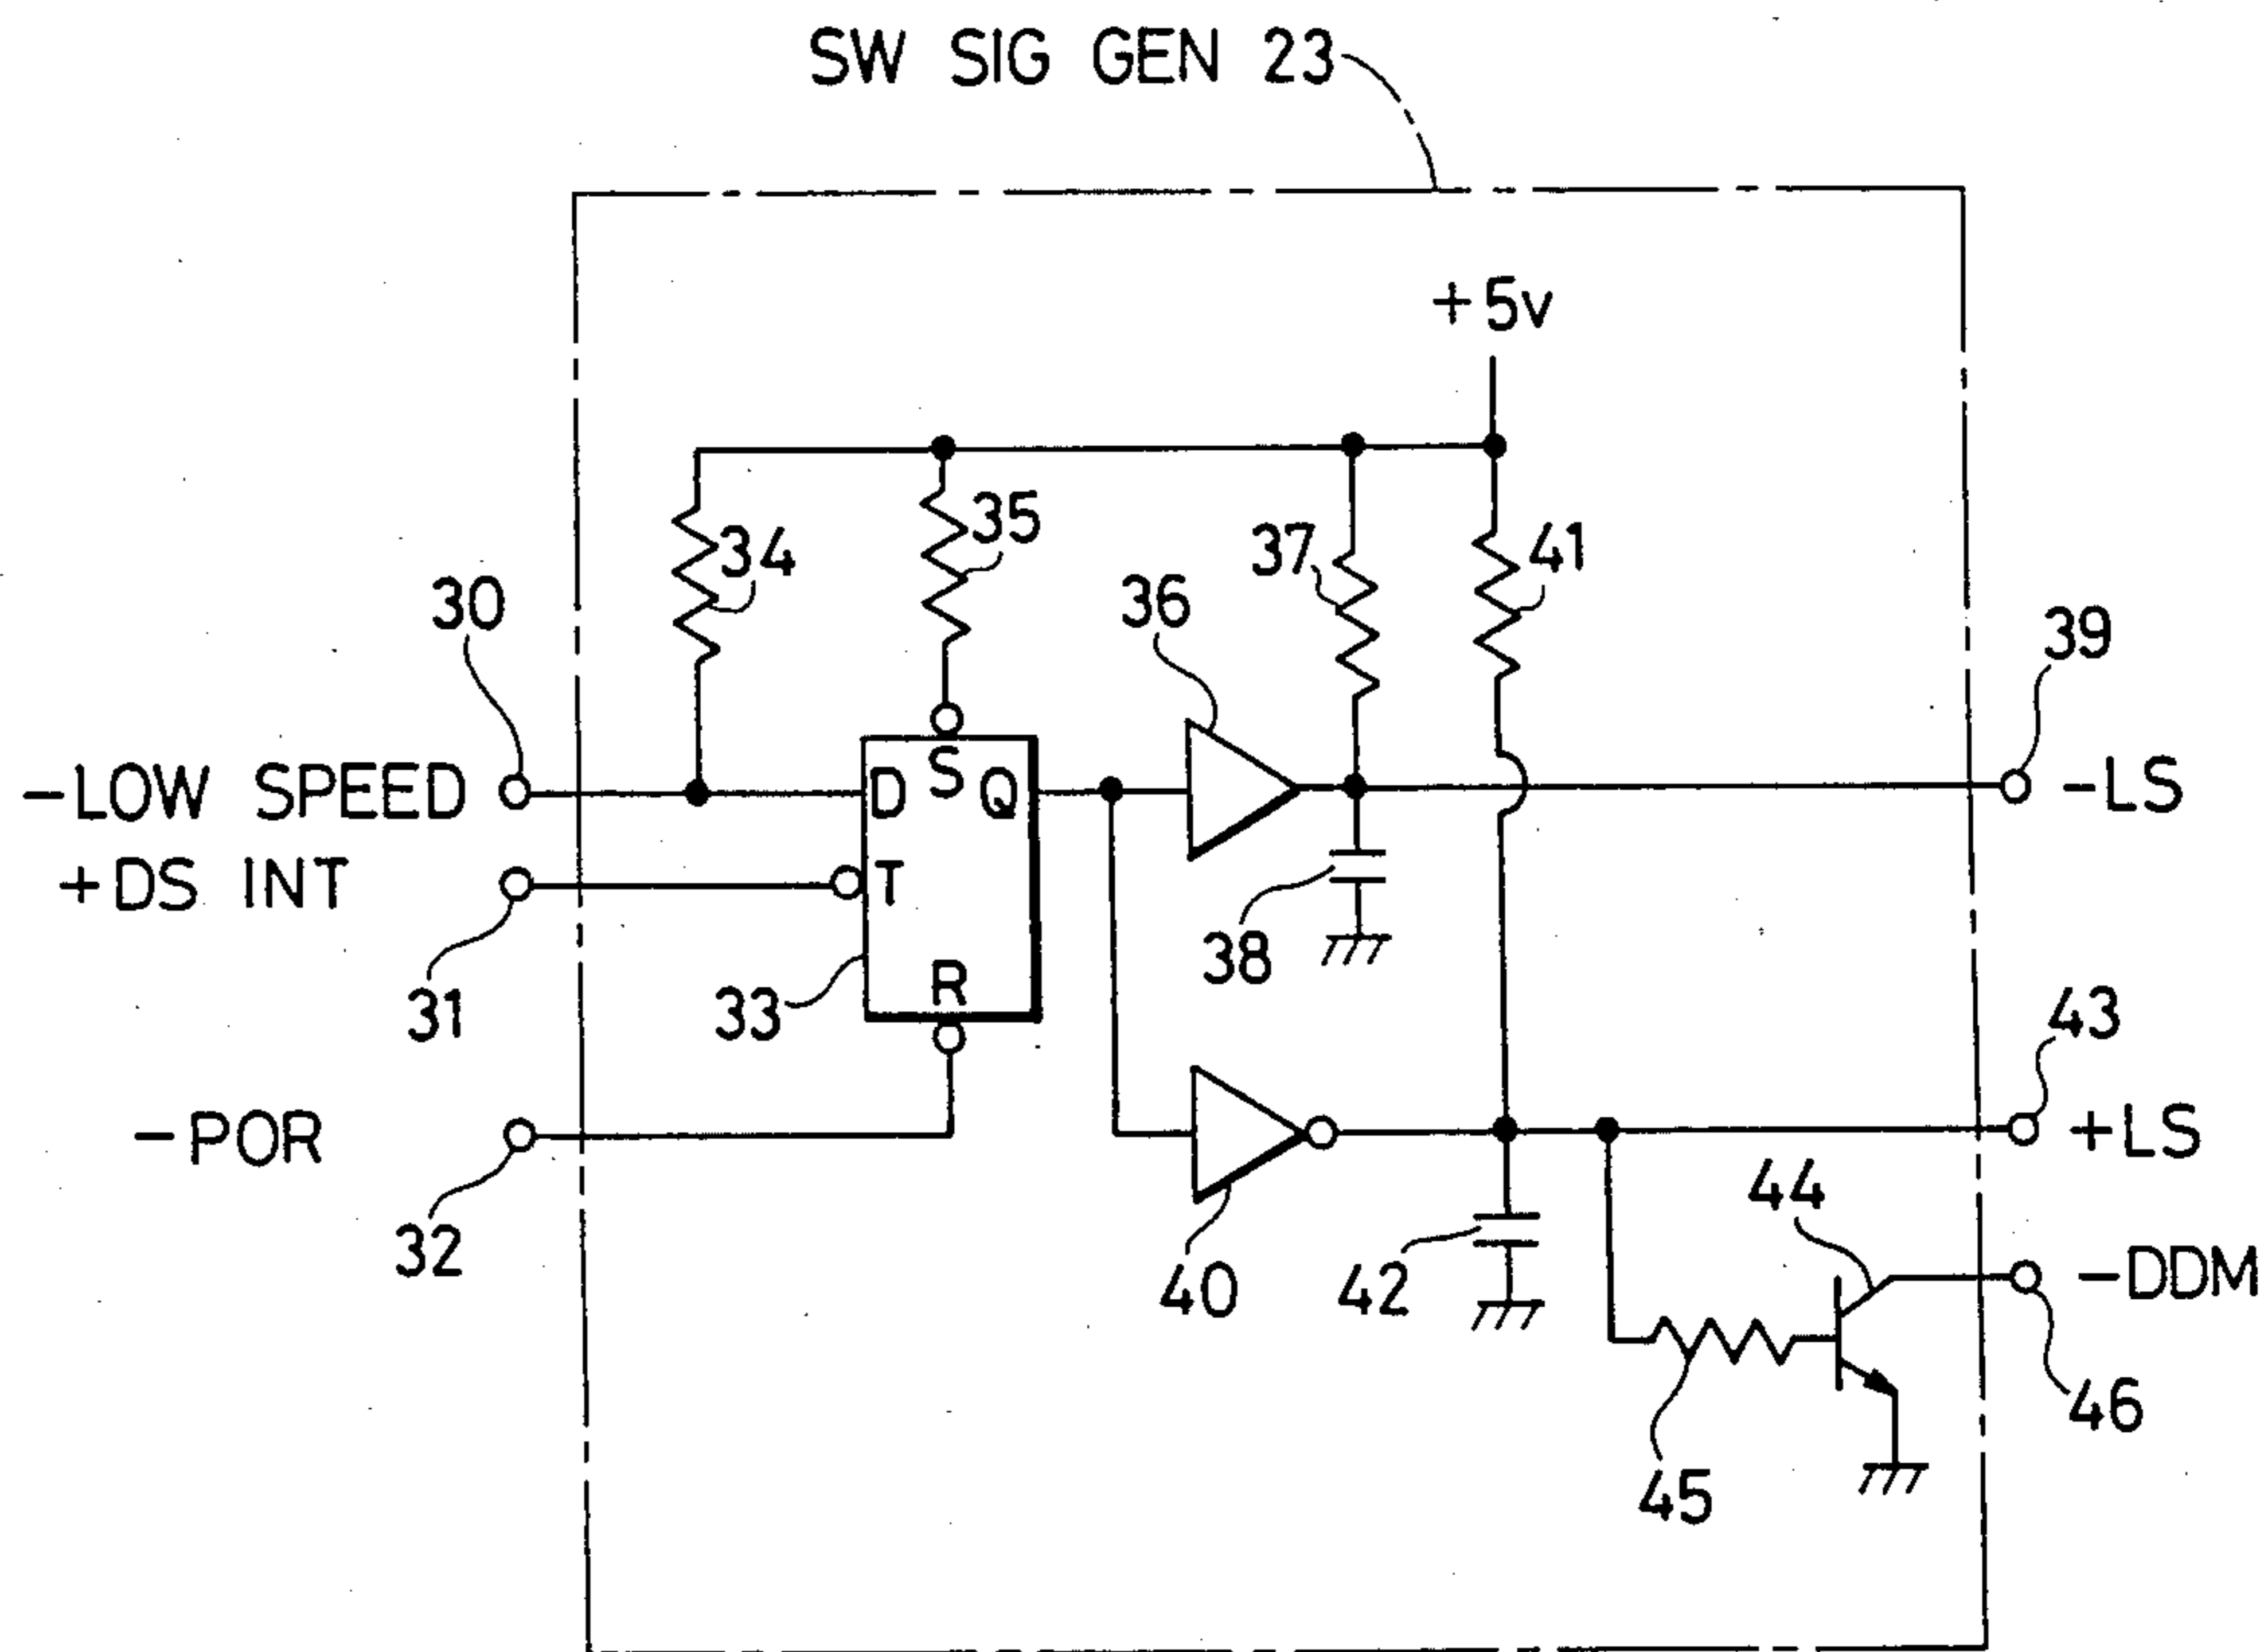 SW SIG GEN 23
+5v
34
35
37
41
30
36
39
-LOW SPEED
D
S
Q
-LS
+DS INT
T
31
33
R
38
43
-POR
+LS
32
40
42
44
-DDM
45
46